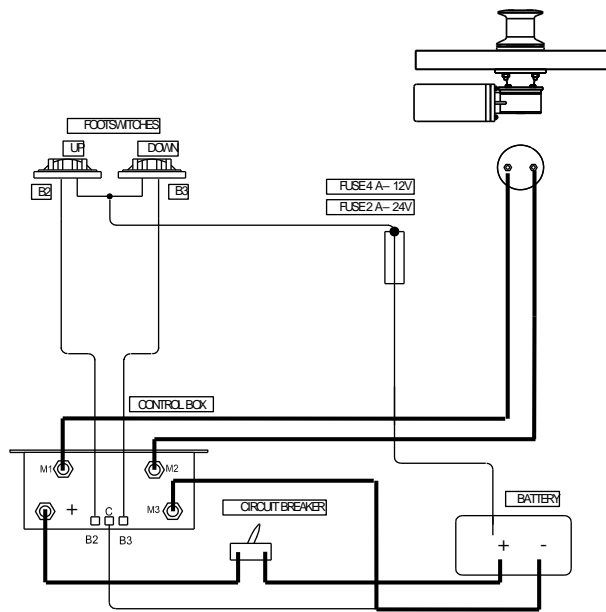 FOOTSWITCHES
UP
DOWN
B2
B3
FUSE 4 A – 12V
FUSE 2 A – 24V
CONTROL BOX
M1
M2
+
C
M3
B2
B3
CIRCUIT BREAKER
BATTERY
+
-